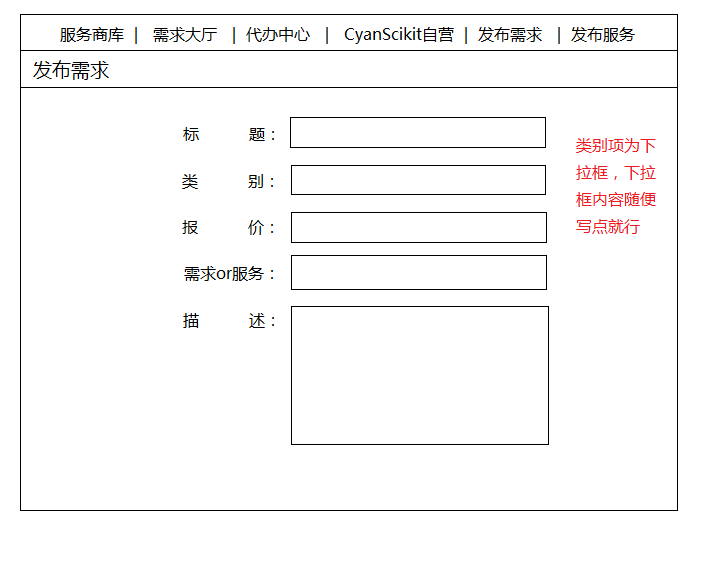 服务商库 | 需求大厅 | 代办中心 | CyanScikit自营 | 发布需求 | 发布服务
发布需求
标 题：
类 别：
报 价：
需求or服务：
描 述：
类别项为下
拉框，下拉
框内容随便
写点就行